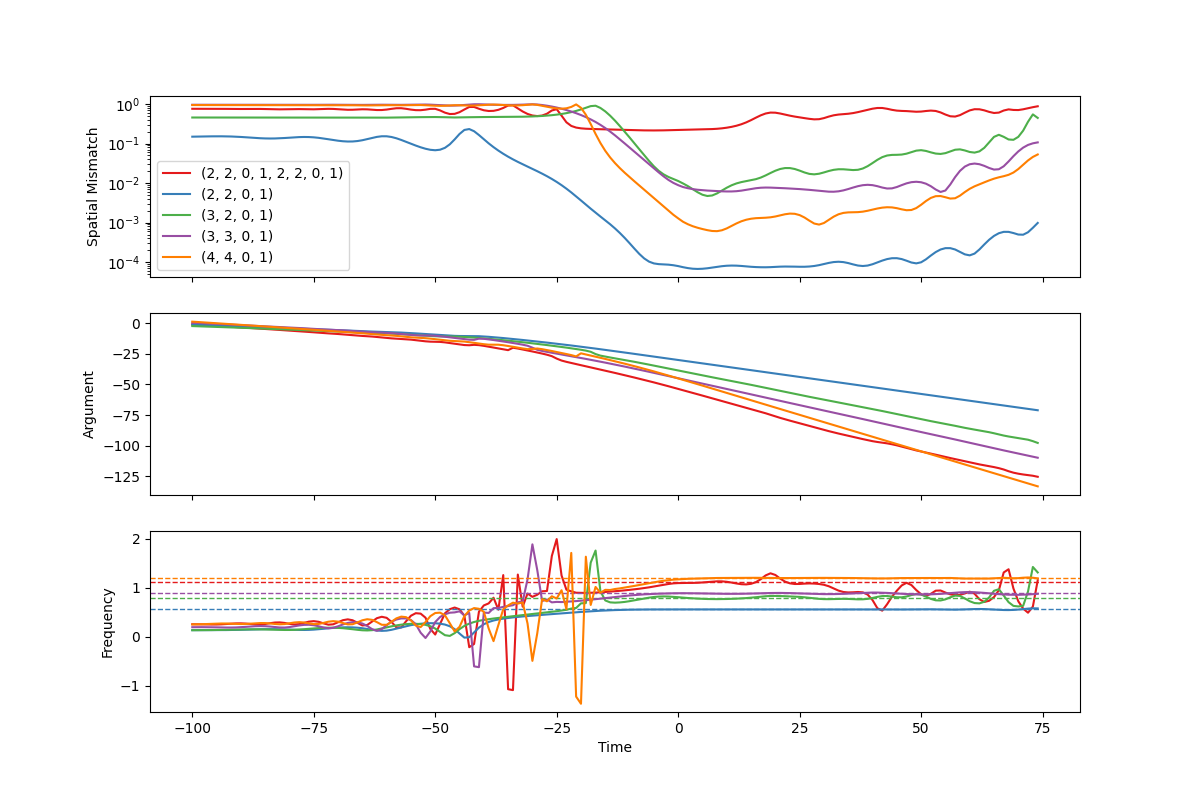 10⁰
10⁻¹
10⁻²
10⁻³
10⁻⁴
Spatial Mismatch
(2, 2, 0, 1, 2, 2, 0, 1)
(2, 2, 0, 1)
(3, 2, 0, 1)
(3, 3, 0, 1)
(4, 4, 0, 1)
0
−25
−50
−75
−100
−125
Argument
2
1
0
−1
Frequency
−100 −75 −50 −25 0 25 50 75
Time